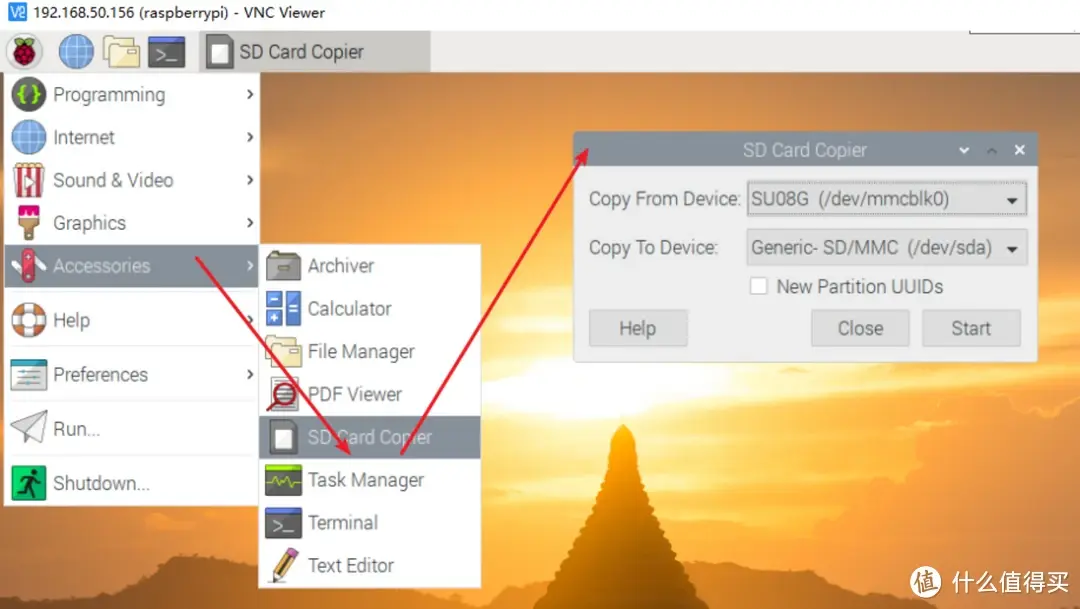 192.168.50.156 (raspberrypi) - VNC Viewer
SD Card Copier
Programming
Internet
Sound & Video
Graphics
Accessories
Help
Preferences
Run...
Shutdown...
Archiver
Calculator
File Manager
PDF Viewer
SD Card Copier
Task Manager
Terminal
Text Editor
SD Card Copier
Copy From Device: SU08G (/dev/mmcblk0)
Copy To Device: Generic- SD/MMC (/dev/sda)
New Partition UUIDs
Help Close Start
值 什么值得买